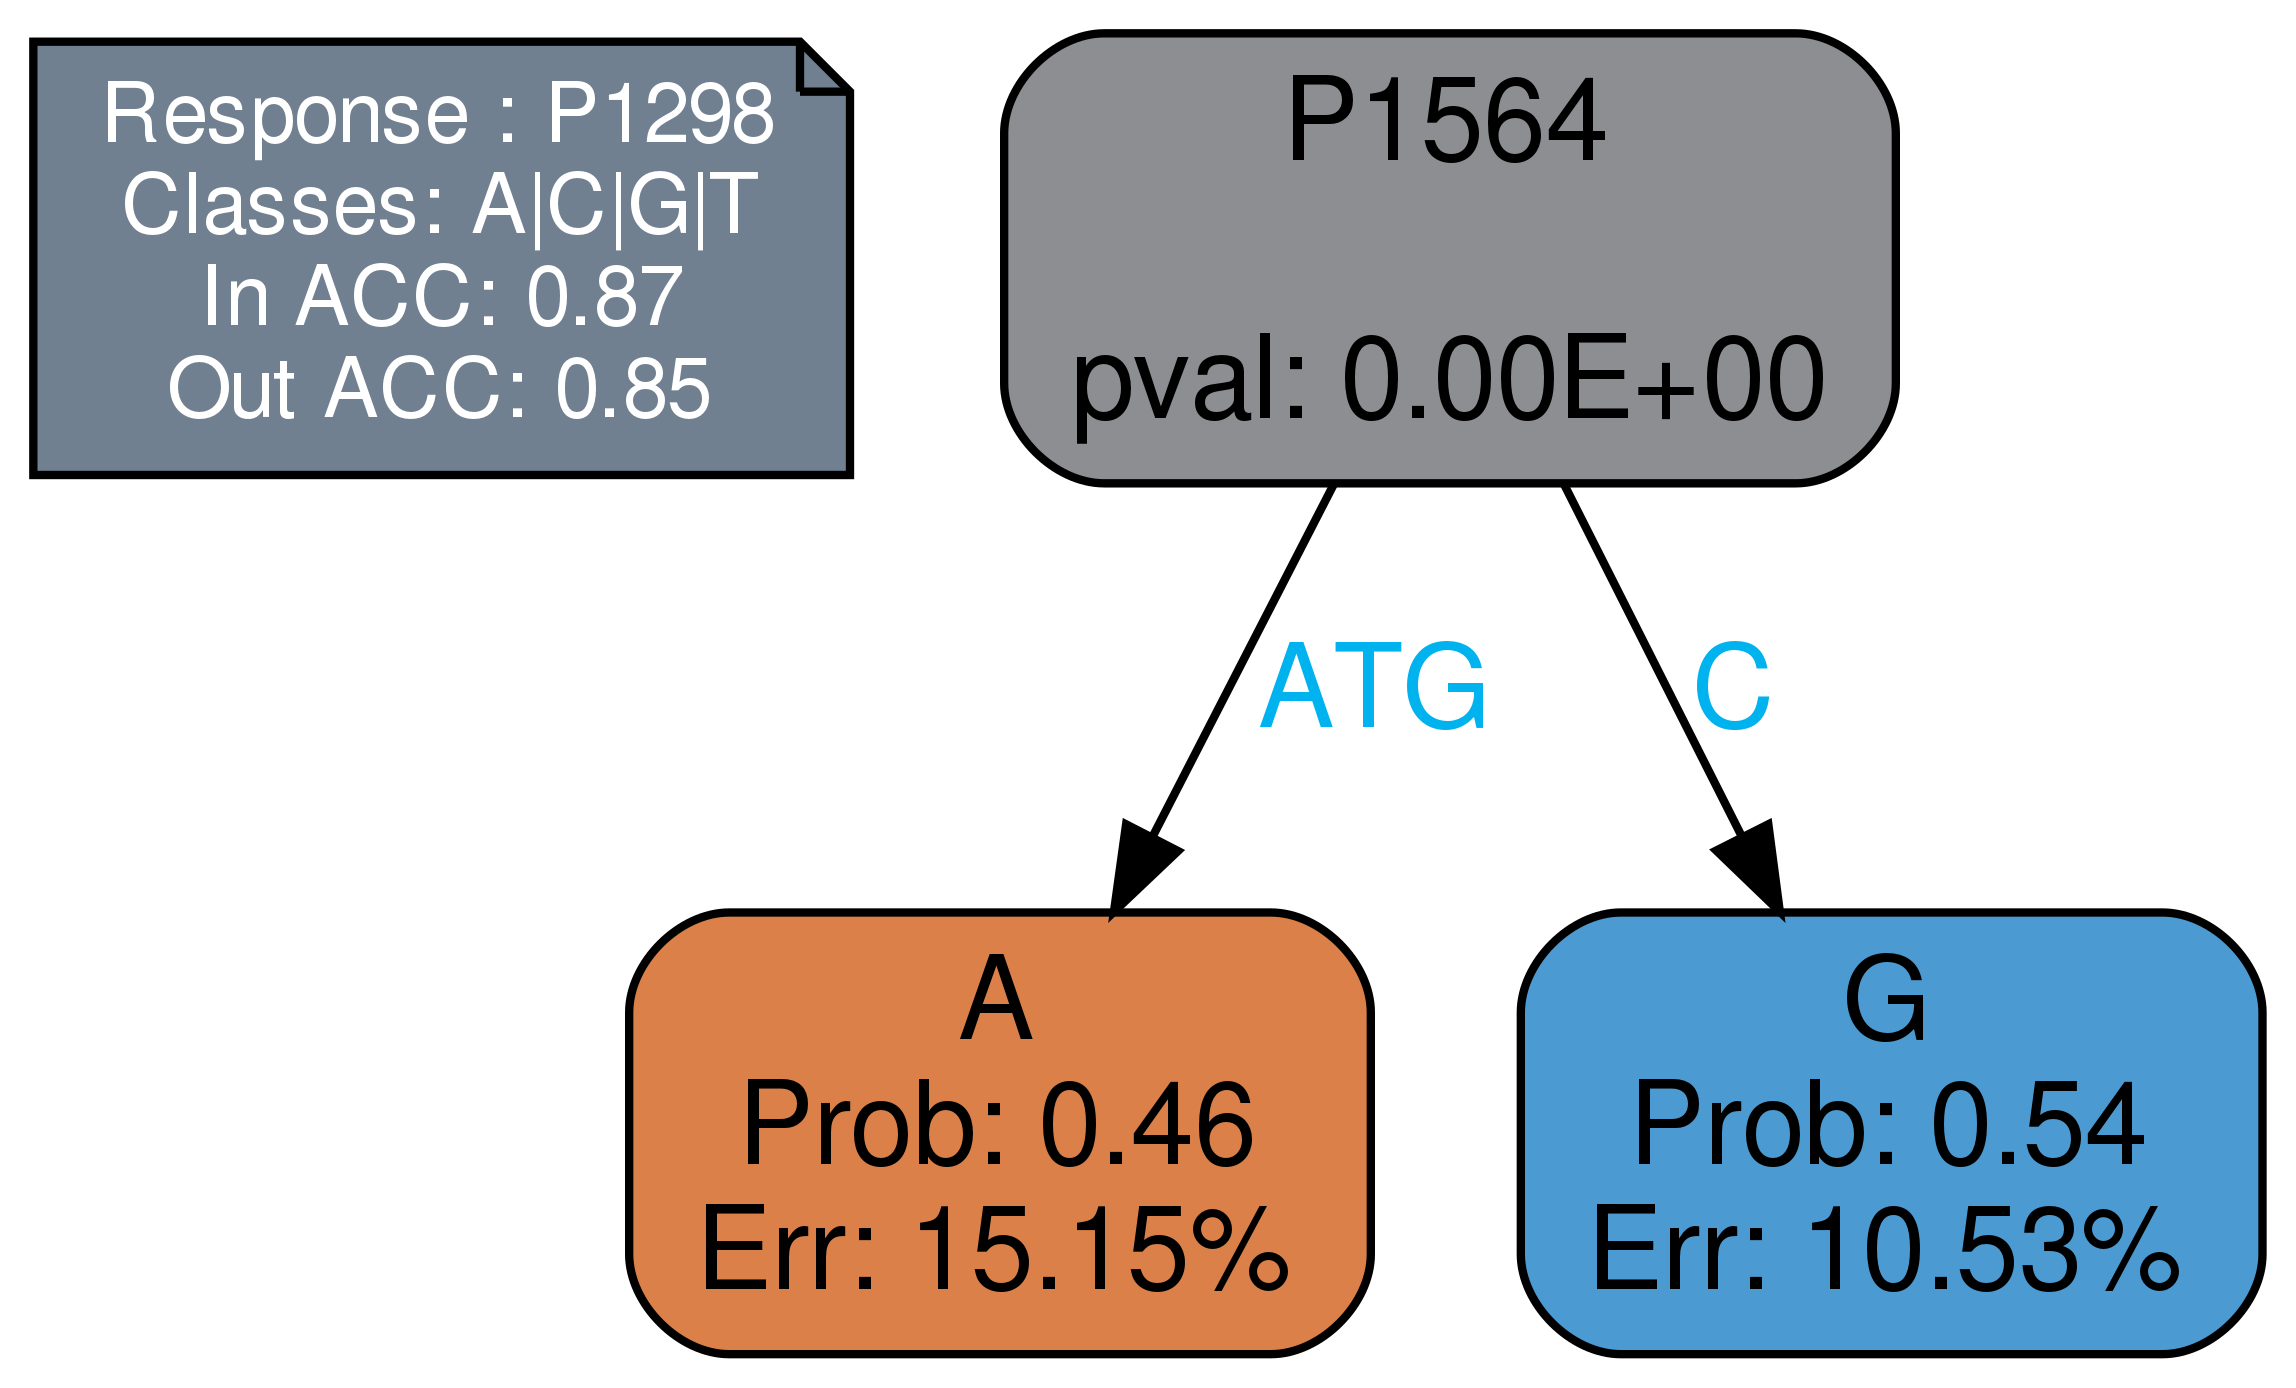 Response : P1298
Classes: A|C|G|T
In ACC: 0.87
Out ACC: 0.85
P1564
pval: 0.00E+00
ATG
C
A
Prob: 0.46
Err: 15.15%
G
Prob: 0.54
Err: 10.53%